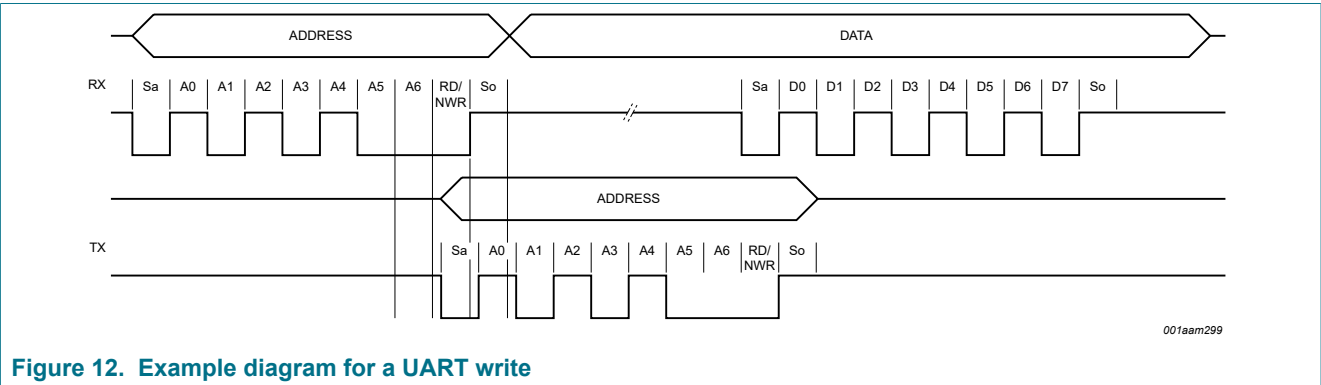 ADDRESS DATA
RX Sa A0 A1 A2 A3 A4 A5 A6 RD/ So Sa D0 D1 D2 D3 D4 D5 D6 D7 So
NWR
ADDRESS
TX Sa A0 A1 A2 A3 A4 A5 A6 RD/ So
NWR
001aam299
Figure 12. Example diagram for a UART write